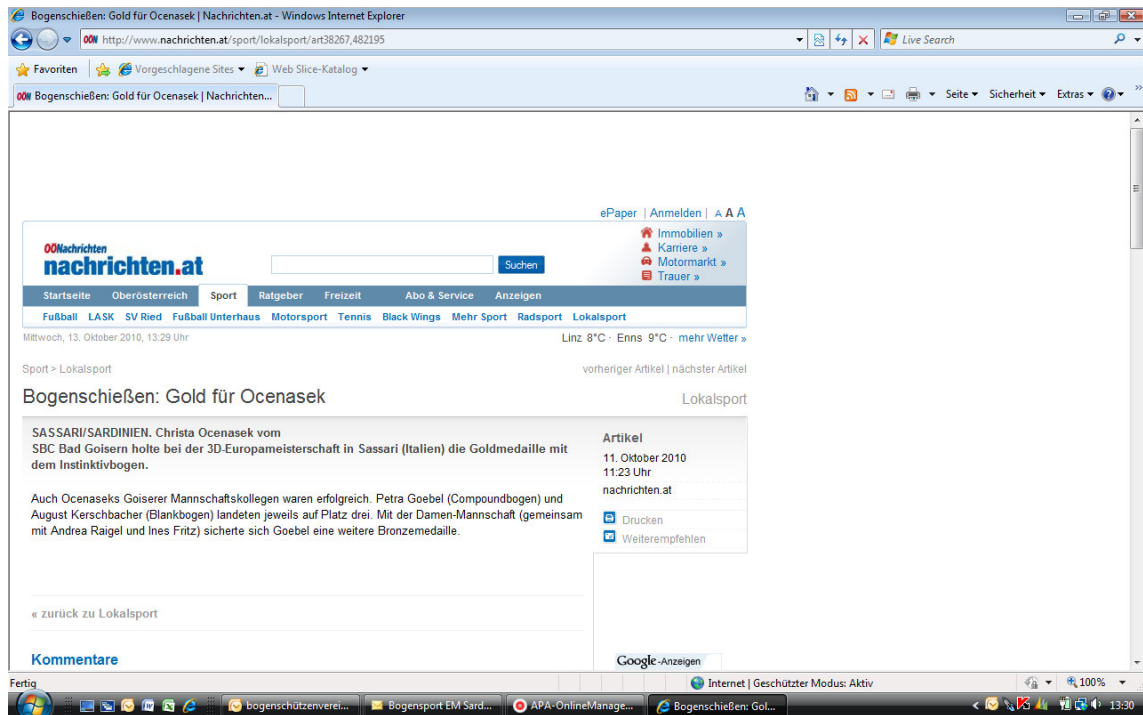 Bogenschießen: Gold für Ocenasek | Nachrichten.at - Windows Internet Explorer
OÖN http://www.nachrichten.at/sport/lokalsport/art38267,482195
Live Search
Favoriten Vorgeschlagene Sites Web Slice-Katalog
OÖN Bogenschießen: Gold für Ocenasek | Nachrichten...
Seite Sicherheit Extras
ePaper | Anmelden | A A A
OÖNachrichten
nachrichten.at
Suchen
Immobilien »
Karriere »
Motormarkt »
Trauer »
Startseite Oberösterreich Sport Ratgeber Freizeit Abo & Service Anzeigen
Fußball LASK SV Ried Fußball Unterhaus Motorsport Tennis Black Wings Mehr Sport Radsport Lokalsport
Mittwoch, 13. Oktober 2010, 13:29 Uhr
Linz 8°C · Enns 9°C · mehr Wetter »
Sport > Lokalsport
vorheriger Artikel | nächster Artikel
Bogenschießen: Gold für Ocenasek
Lokalsport
SASSARI/SARDINIEN. Christa Ocenasek vom
SBC Bad Goisern holte bei der 3D-Europameisterschaft in Sassari (Italien) die Goldmedaille mit
dem Instinktivbogen.
Auch Ocenaseks Goiserer Mannschaftskollegen waren erfolgreich. Petra Goebel (Compoundbogen) und
August Kerschbacher (Blankbogen) landeten jeweils auf Platz drei. Mit der Damen-Mannschaft (gemeinsam
mit Andrea Raigel und Ines Fritz) sicherte sich Goebel eine weitere Bronzemedaille.
Artikel
11. Oktober 2010
11:23 Uhr
nachrichten.at
Drucken
Weiterempfehlen
« zurück zu Lokalsport
Kommentare
Google-Anzeigen
Fertig
Internet | Geschützter Modus: Aktiv
100%
bogenschützenverei...
Bogensport EM Sard...
APA-OnlineManage...
Bogenschießen: Gol...
13:30